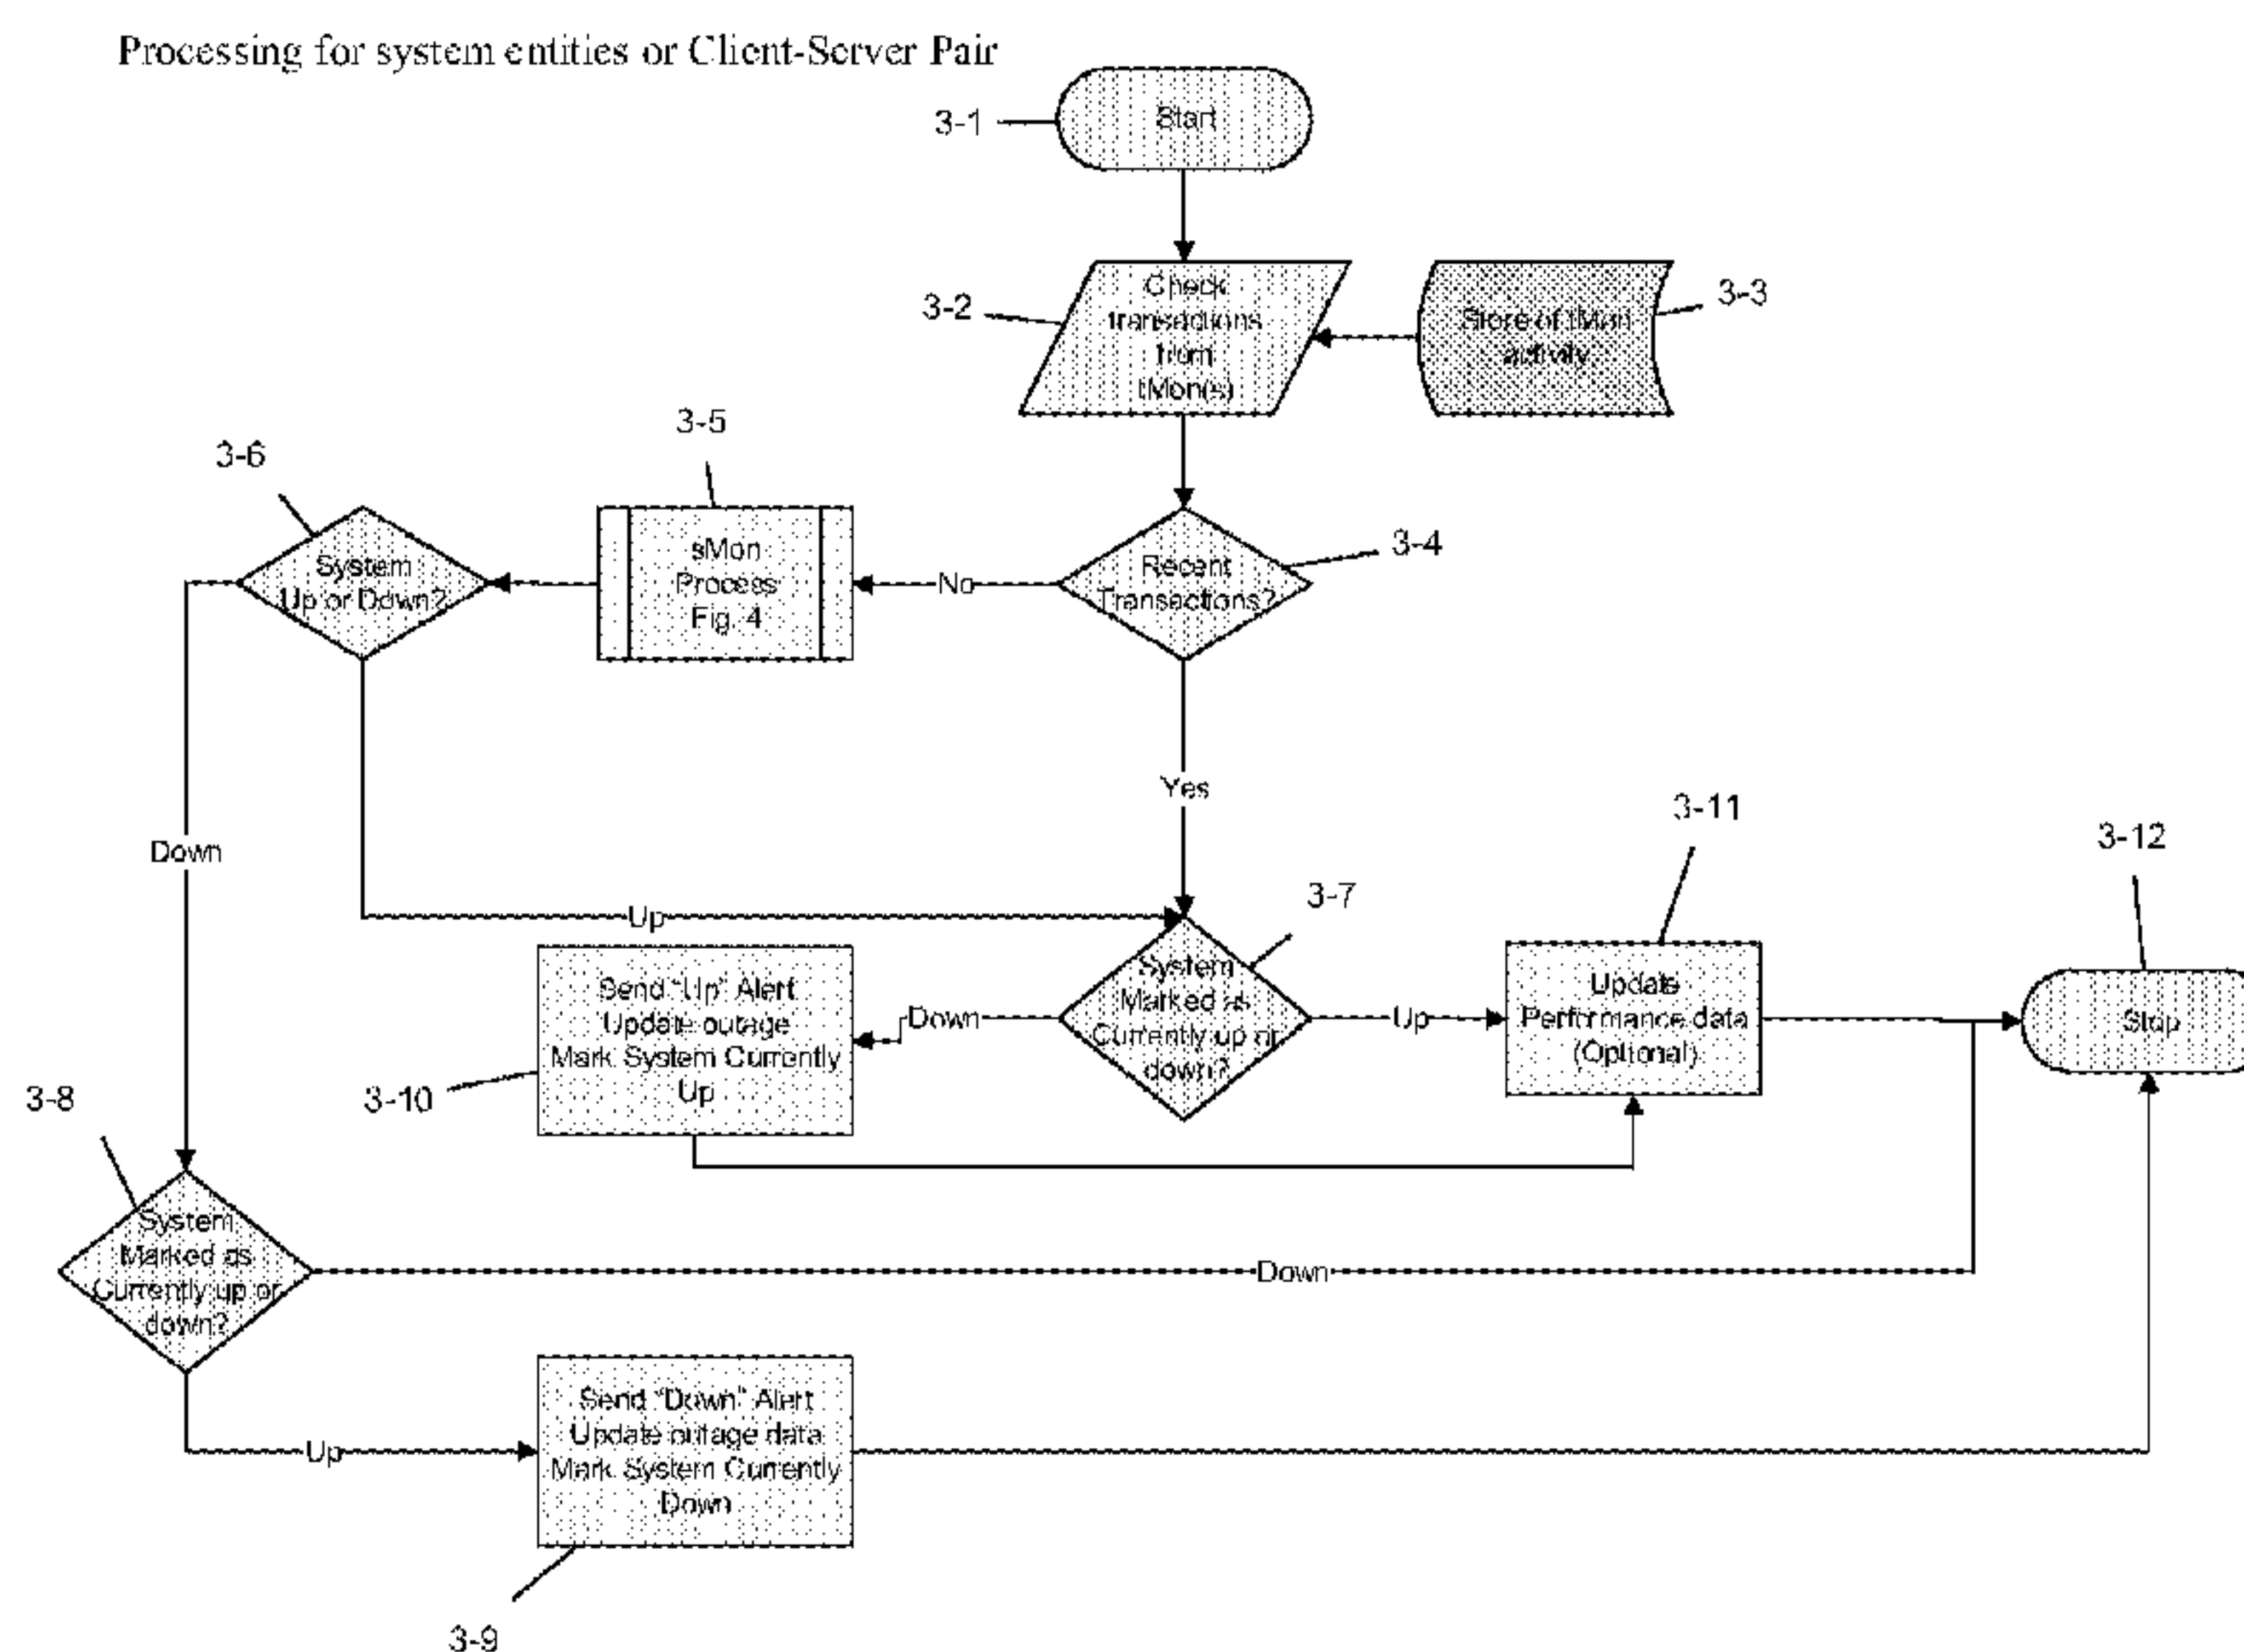 Processing for system entities or Client-Server Pair
3-1
Start
3-2
Check
transactions
from
tMon(s)
3-3
Store of tMon
activity
3-4
Recent
Transactions?
No
Yes
3-5
sMon
Process
Fig. 4
3-6
System
Up or Down?
Down
Up
3-7
System
Marked as
Currently up or
down?
Down
Up
3-10
Send "Up" Alert
Update outage
Mark System Currently
Up
3-11
Update
Performance data
(Optional)
3-12
Stop
3-8
System
Marked as
Currently up or
down?
Down
Up
Send "Down" Alert
Update outage data
Mark System Currently
Down
3-9